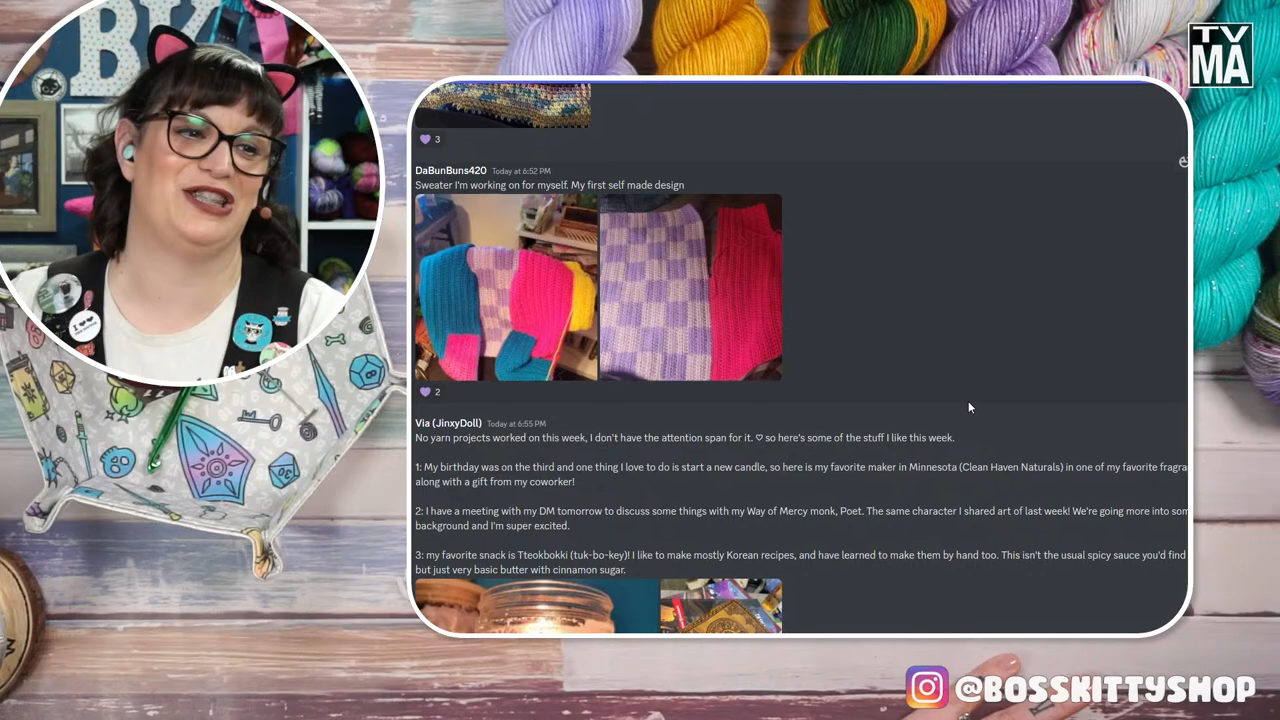 BK
TV
MA
3
DaBunBuns420 Today at 6:52 PM
Sweater I'm working on for myself. My first self made design
2
Via (JinxyDoll) Today at 6:55 PM
No yarn projects worked on this week, I don't have the attention span for it. ♡ so here's some of the stuff I like this week.
1: My birthday was on the third and one thing I love to do is start a new candle, so here is my favorite maker in Minnesota (Clean Haven Naturals) in one of my favorite fragra
along with a gift from my coworker!
2: I have a meeting with my DM tomorrow to discuss some things with my Way of Mercy monk, Poet. The same character I shared art of last week! We're going more into som
background and I'm super excited.
3: my favorite snack is Tteokbokki (tuk-bo-key)! I like to make mostly Korean recipes, and have learned to make them by hand too. This isn't the usual spicy sauce you'd find
but just very basic butter with cinnamon sugar.
@BOSSKITTYSHOP